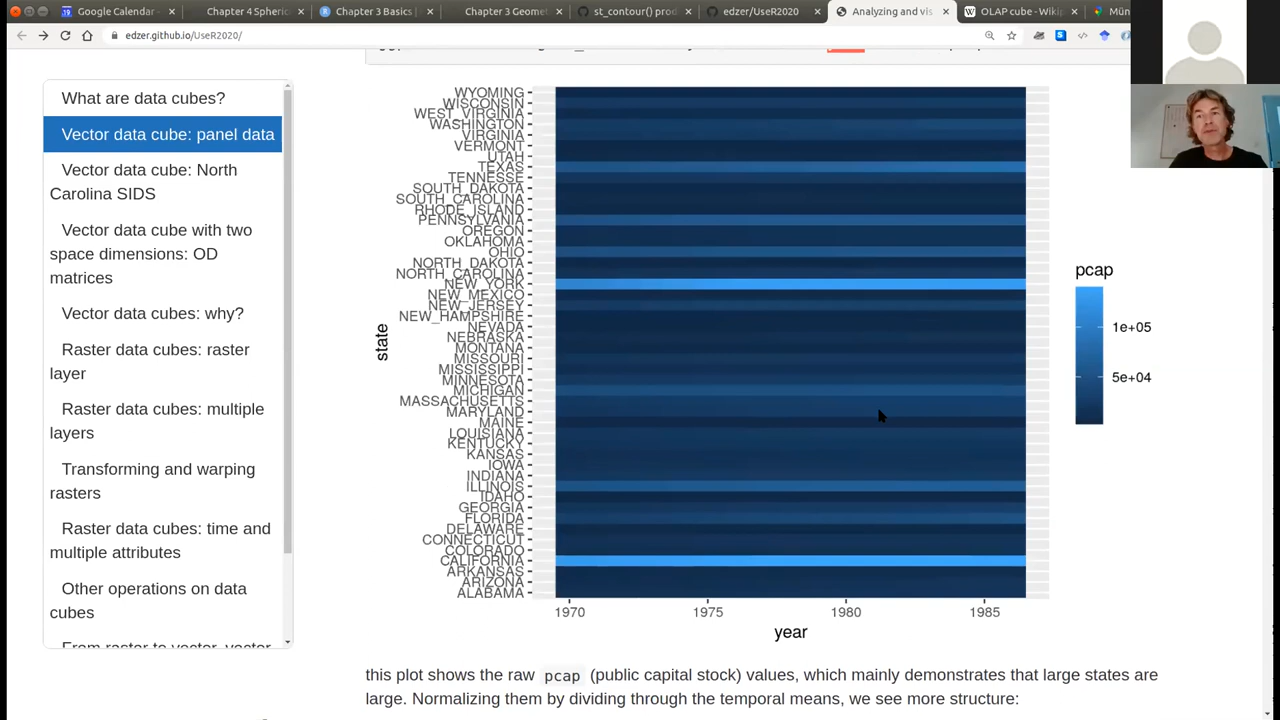 Google Calendar -
Chapter 4 Spheric
Chapter 3 Basics |
Chapter 3 Geomet
st_contour() prod
edzer/UseR2020
Analyzing and vis
OLAP cube - Wikip
Mün
edzer.github.io/UseR2020/
What are data cubes?
Vector data cube: panel data
Vector data cube: North
Carolina SIDS
Vector data cube with two
space dimensions: OD
matrices
Vector data cubes: why?
Raster data cubes: raster
layer
Raster data cubes: multiple
layers
Transforming and warping
rasters
Raster data cubes: time and
multiple attributes
Other operations on data
cubes
From raster to vector, vector
WYOMING
WISCONSIN
WEST_VIRGINIA
WASHINGTON
VIRGINIA
VERMONT
UTAH
TEXAS
TENNESSE
SOUTH_DAKOTA
SOUTH_CAROLINA
RHODE_ISLAND
PENNSYLVANIA
OREGON
OKLAHOMA
OHIO
NORTH_DAKOTA
NORTH_CAROLINA
NEW_YORK
NEW_MEXICO
NEW_JERSEY
NEW_HAMPSHIRE
NEVADA
NEBRASKA
MONTANA
MISSOURI
MISSISSIPPI
MINNESOTA
MICHIGAN
MASSACHUSETTS
MARYLAND
MAINE
LOUISIANA
KENTUCKY
KANSAS
IOWA
INDIANA
ILLINOIS
IDAHO
GEORGIA
FLORIDA
DELAWARE
CONNECTICUT
COLORADO
CALIFORNIA
ARKANSAS
ARIZONA
ALABAMA
state
1970 1975 1980 1985
year
pcap
1e+05
5e+04
this plot shows the raw pcap (public capital stock) values, which mainly demonstrates that large states are
large. Normalizing them by dividing through the temporal means, we see more structure: